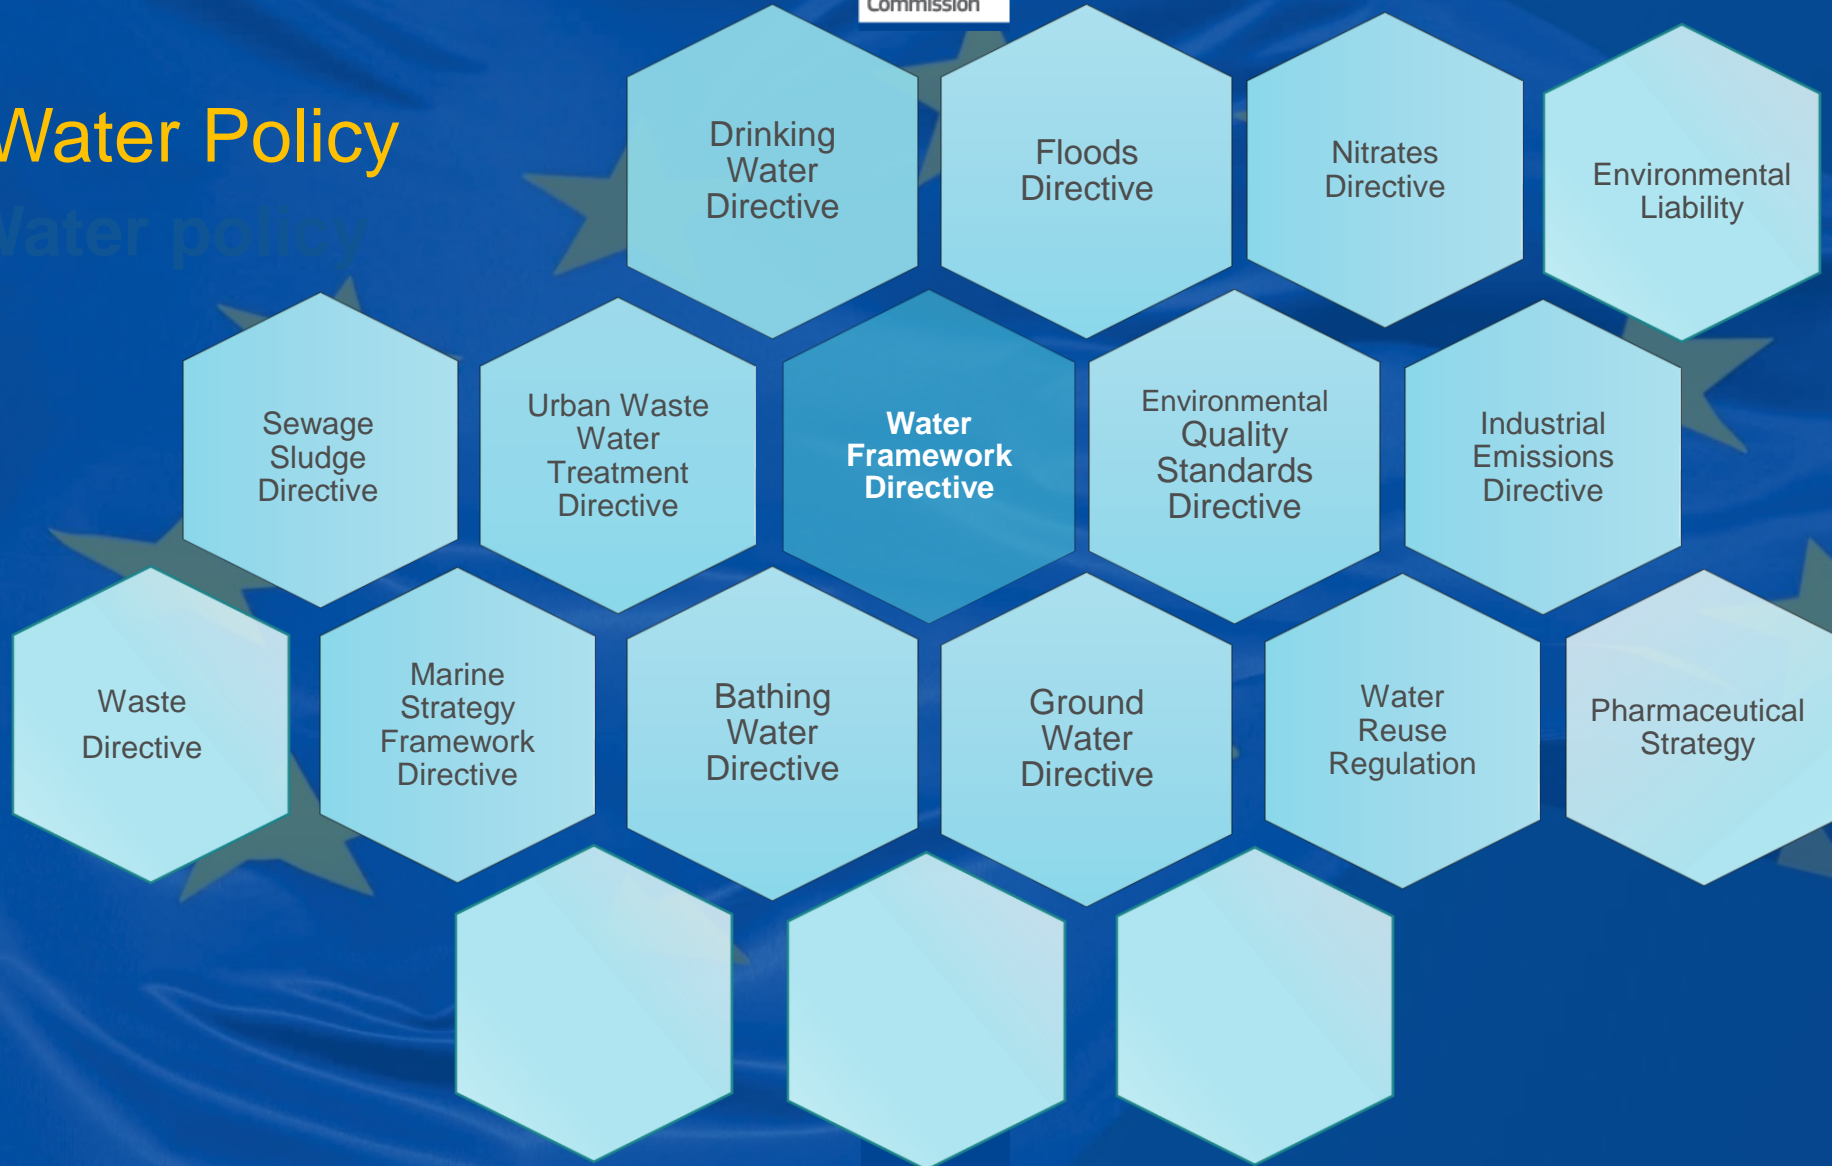 Commission
Water Policy
Water policy
Drinking
Water
Directive
Floods
Directive
Nitrates
Directive
Environmental
Liability
Sewage
Sludge
Directive
Urban Waste
Water
Treatment
Directive
Water
Framework
Directive
Environmental
Quality
Standards
Directive
Industrial
Emissions
Directive
Waste
Directive
Marine
Strategy
Framework
Directive
Bathing
Water
Directive
Ground
Water
Directive
Water
Reuse
Regulation
Pharmaceutical
Strategy